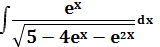 ∫ eˣ / √(5 − 4eˣ − e²ˣ) dx